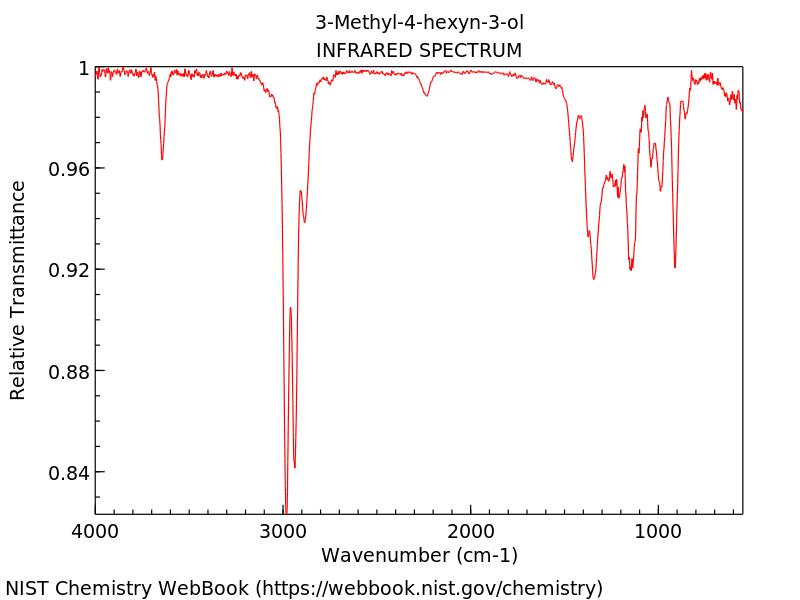 3-Methyl-4-hexyn-3-ol
INFRARED SPECTRUM
1
0.96
0.92
0.88
0.84
Relative Transmittance
4000 3000 2000 1000
Wavenumber (cm-1)
NIST Chemistry WebBook (https://webbook.nist.gov/chemistry)